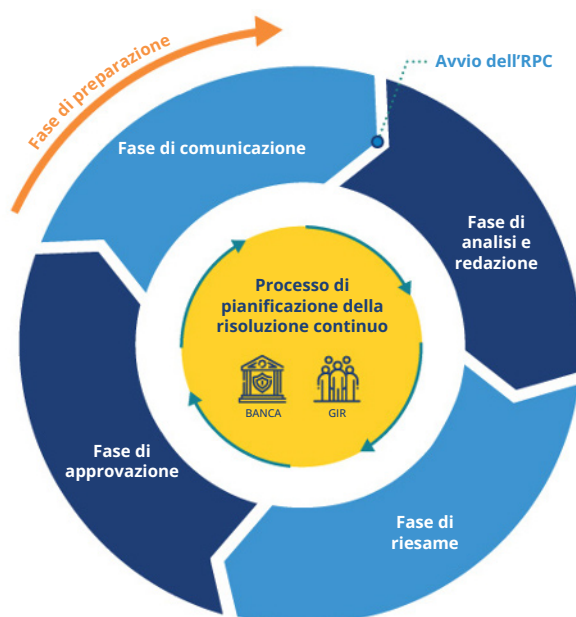 Fase di preparazione
Avvio dell’RPC
Fase di comunicazione
Fase di
analisi e
redazione
Processo di
pianificazione della
risoluzione continuo
BANCA
GIR
Fase di
approvazione
Fase di
riesame